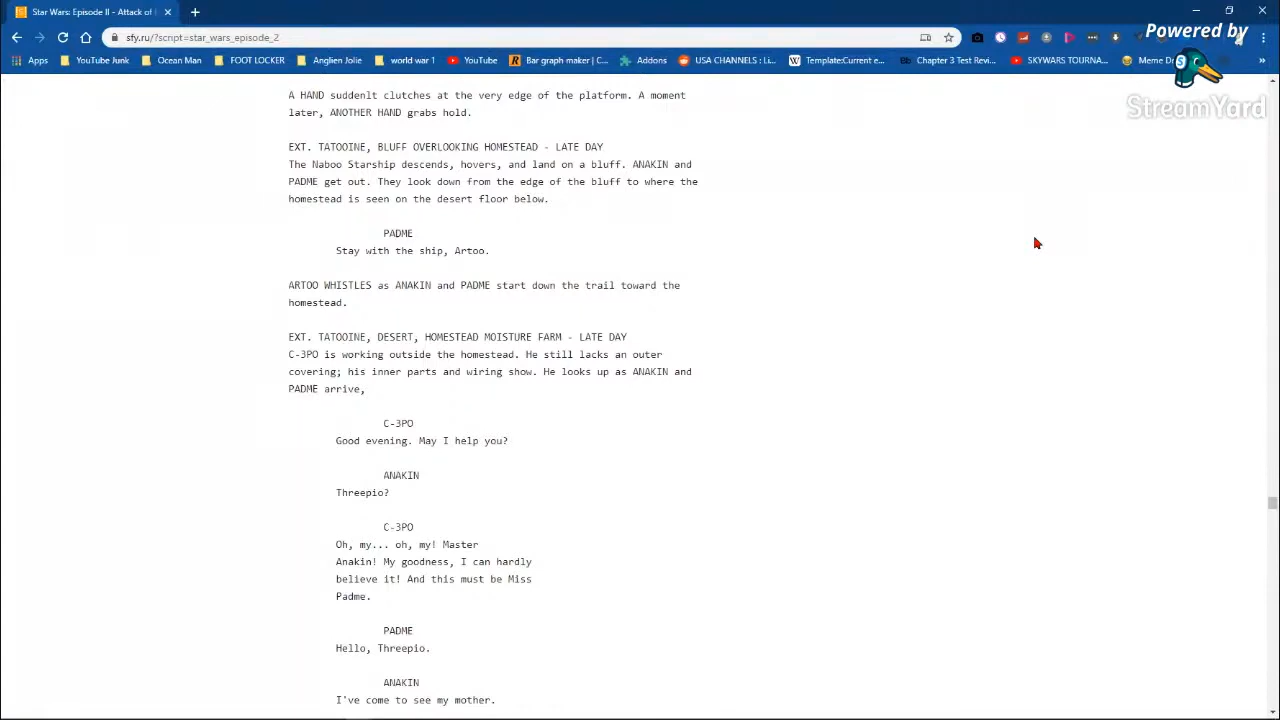 Star Wars: Episode II - Attack of
Powered by
sfy.ru/?script=star_wars_episode_2
Apps
YouTube Junk
Ocean Man
FOOT LOCKER
Anglien Jolie
world war 1
YouTube
Bar graph maker | C...
Addons
USA CHANNELS : Li...
Template:Current e...
Chapter 3 Test Revi...
SKYWARS TOURNA...
Meme De
StreamYard
A HAND suddenlt clutches at the very edge of the platform. A moment
later, ANOTHER HAND grabs hold.
EXT. TATOOINE, BLUFF OVERLOOKING HOMESTEAD - LATE DAY
The Naboo Starship descends, hovers, and land on a bluff. ANAKIN and
PADME get out. They look down from the edge of the bluff to where the
homestead is seen on the desert floor below.
PADME
Stay with the ship, Artoo.
ARTOO WHISTLES as ANAKIN and PADME start down the trail toward the
homestead.
EXT. TATOOINE, DESERT, HOMESTEAD MOISTURE FARM - LATE DAY
C-3PO is working outside the homestead. He still lacks an outer
covering; his inner parts and wiring show. He looks up as ANAKIN and
PADME arrive,
C-3PO
Good evening. May I help you?
ANAKIN
Threepio?
C-3PO
Oh, my... oh, my! Master
Anakin! My goodness, I can hardly
believe it! And this must be Miss
Padme.
PADME
Hello, Threepio.
ANAKIN
I've come to see my mother.